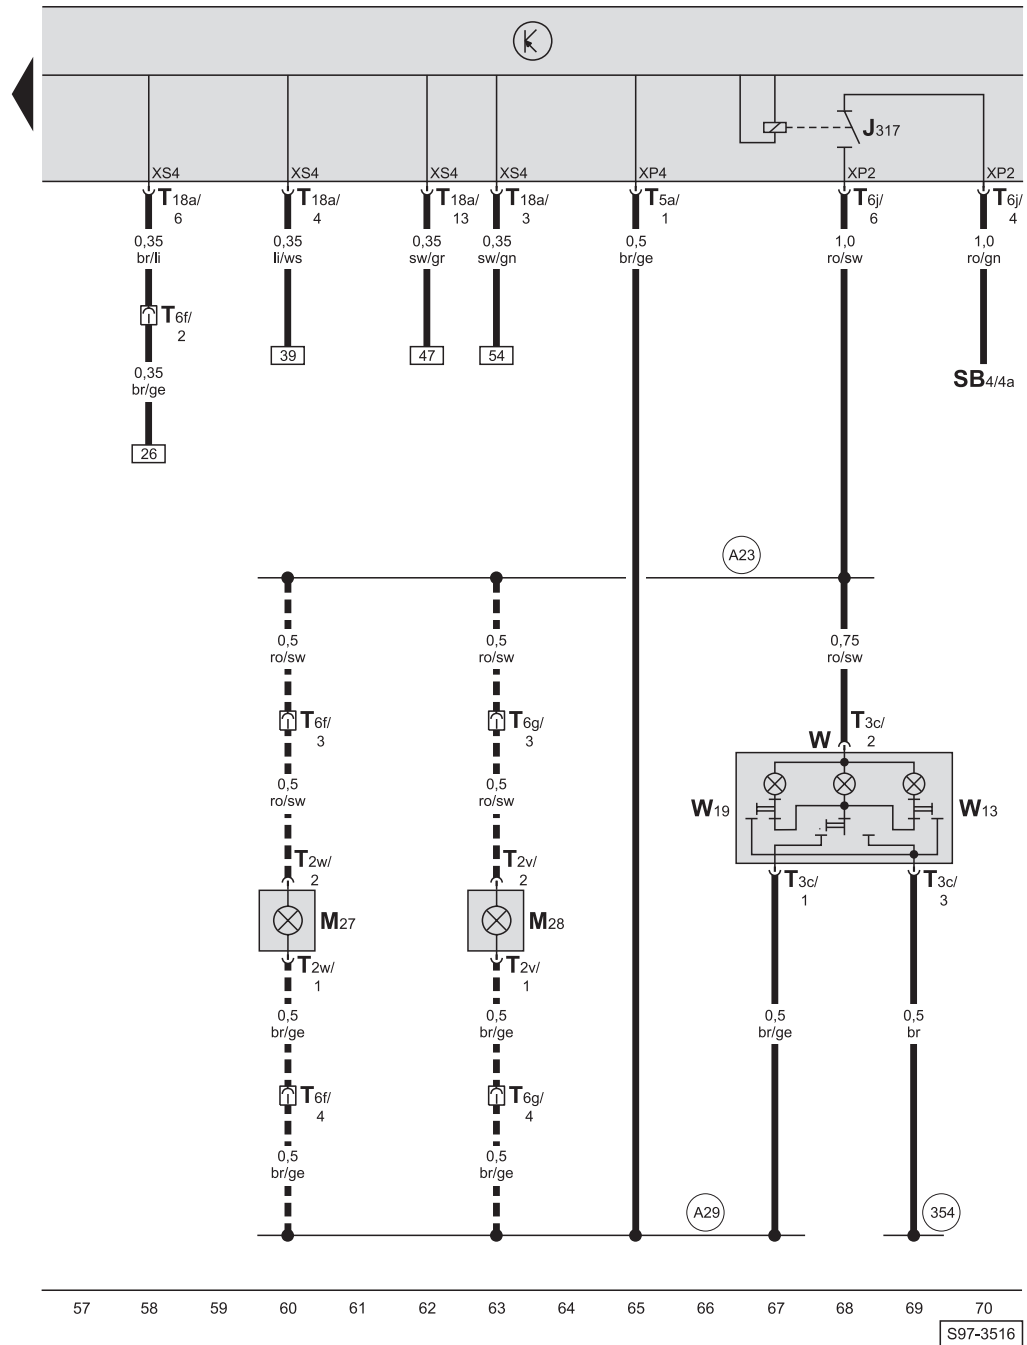 K
J317
XS4 XS4 XS4 XS4 XP4 XP2 XP2
T18a/ T18a/ T18a/ T18a/ T5a/ T6j/ T6j/
6 4 13 3 1 6 4
0,35 0,35 0,35 0,35 0,5 1,0 1,0
br/li li/ws sw/gr sw/gn br/ge ro/sw ro/gn
T6f/
2
39 47 54
0,35 SB4/4a
br/ge
26
A23
0,5 0,5 0,75
ro/sw ro/sw ro/sw
T6f/ T6g/ T3c/
3 3 2
W
0,5 0,5
ro/sw ro/sw
W19 W13
T2w/ T2v/
2 2
T3c/ T3c/
1 3
M27 M28
T2w/ T2v/
1 1
0,5 0,5 0,5 0,5
br/ge br/ge br/ge br
T6f/ T6g/
4 4
0,5 0,5
br/ge br/ge
A29 354
57 58 59 60 61 62 63 64 65 66 67 68 69 70
S97-3516